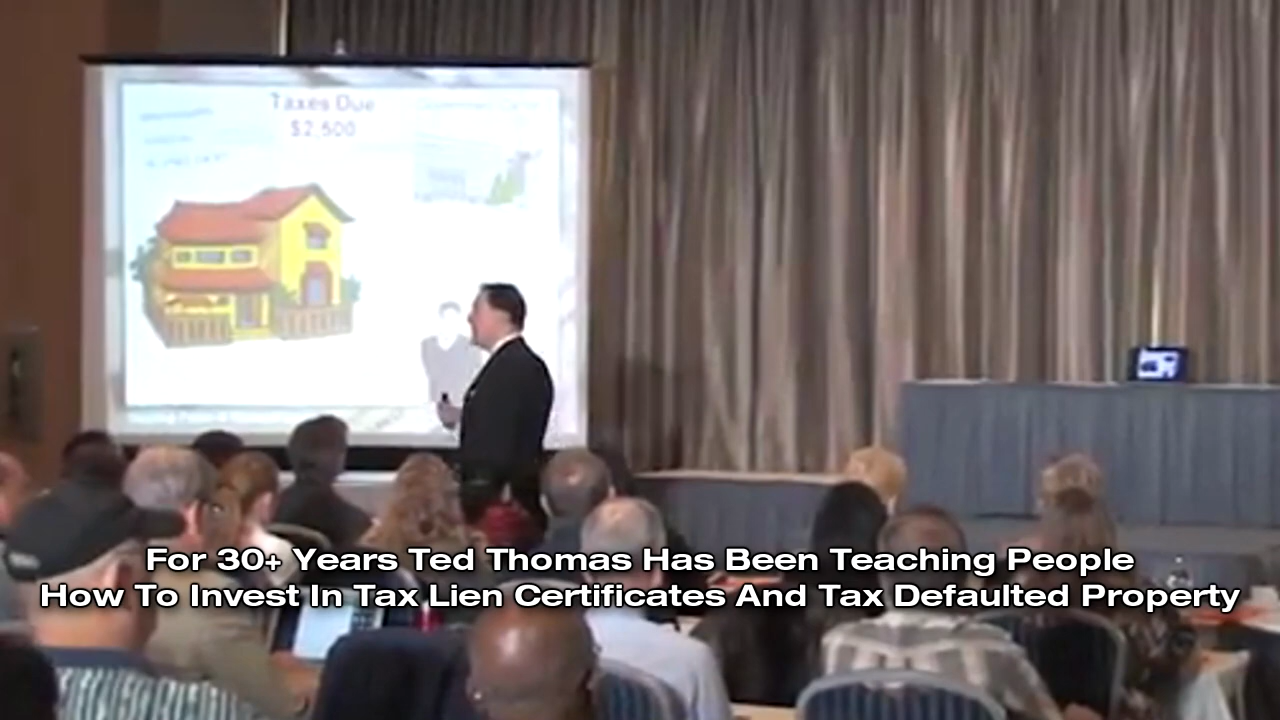 Taxes Due
$2,500
For 30+ Years Ted Thomas Has Been Teaching People
How To Invest In Tax Lien Certificates And Tax Defaulted Property